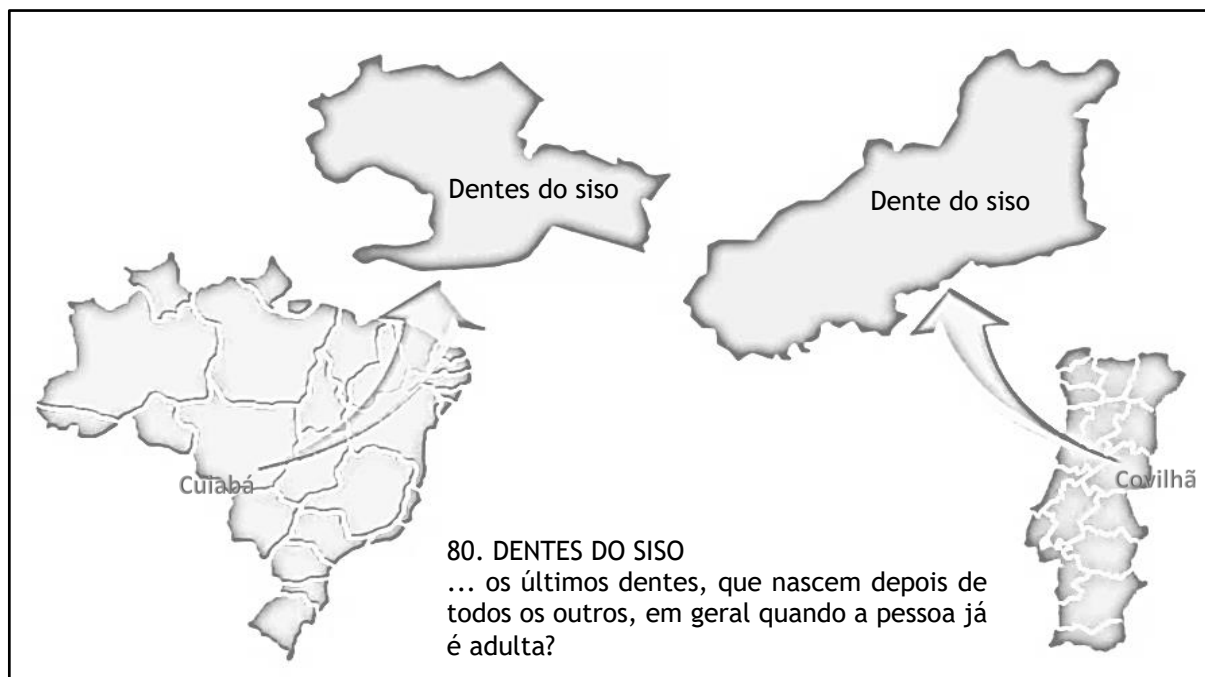 Dentes do siso
Dente do siso
Cuiabá
Covilhã
80. DENTES DO SISO
... os últimos dentes, que nascem depois de
todos os outros, em geral quando a pessoa já
é adulta?